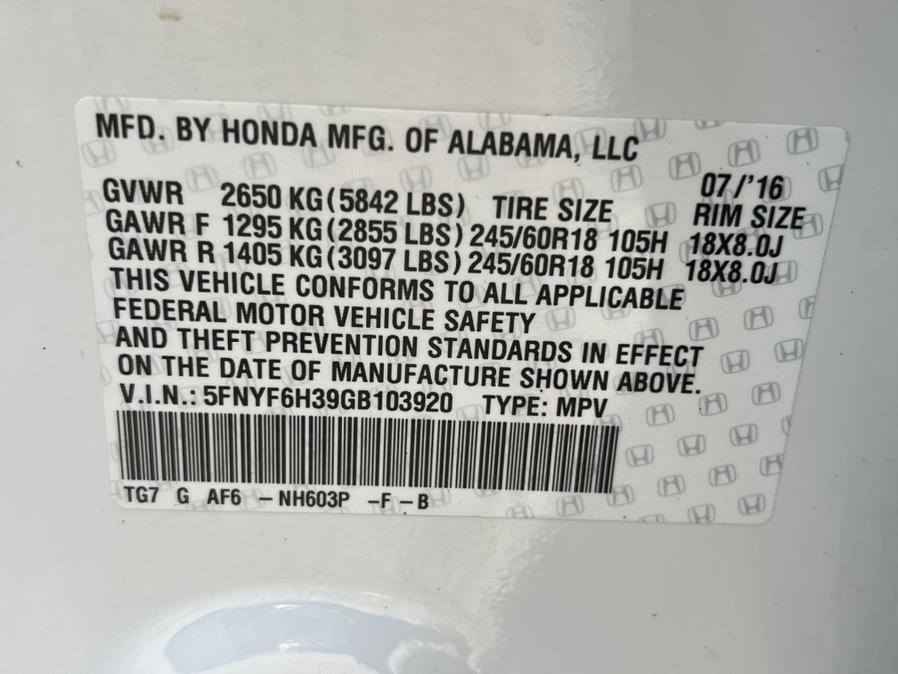 MFD. BY HONDA MFG. OF ALABAMA, LLC
07/'16
GVWR 2650 KG (5842 LBS) TIRE SIZE RIM SIZE
GAWR F 1295 KG (2855 LBS) 245/60R18 105H 18X8.0J
GAWR R 1405 KG (3097 LBS) 245/60R18 105H 18X8.0J
THIS VEHICLE CONFORMS TO ALL APPLICABLE
FEDERAL MOTOR VEHICLE SAFETY
AND THEFT PREVENTION STANDARDS IN EFFECT
ON THE DATE OF MANUFACTURE SHOWN ABOVE.
V.I.N.: 5FNYF6H39GB103920 TYPE: MPV
TG7 G AF6 -NH603P -F-B